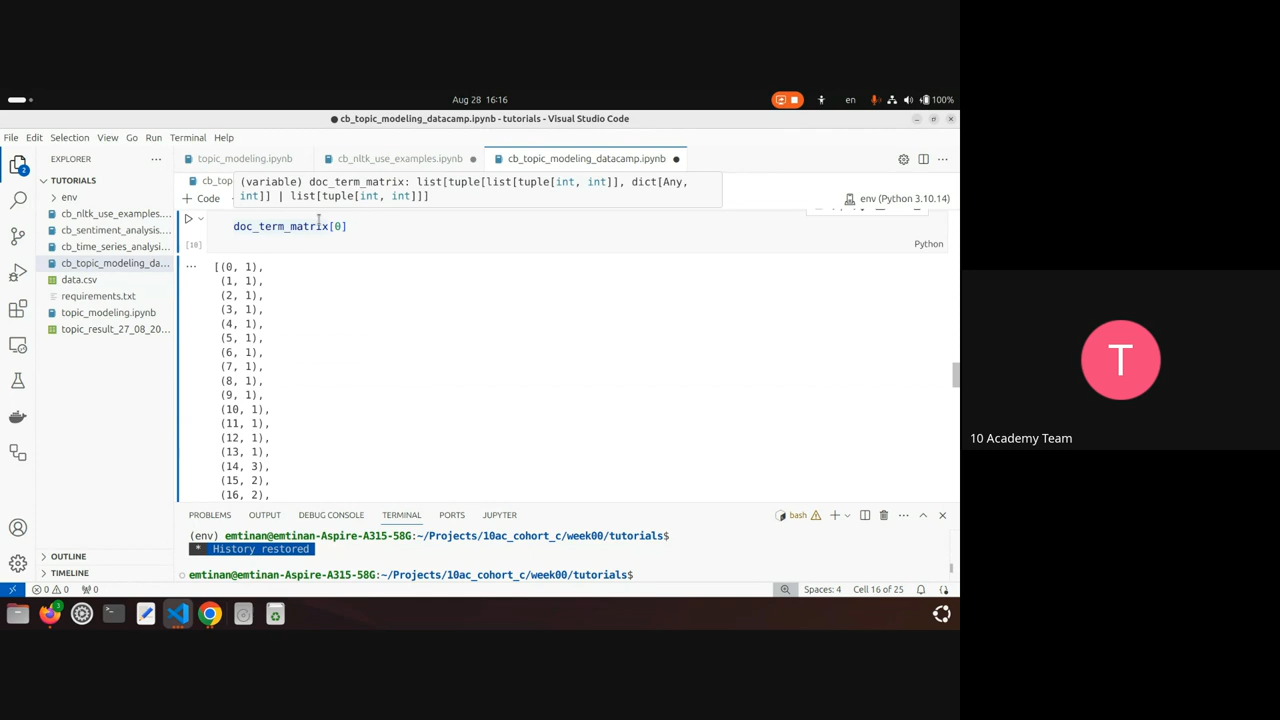 Aug 28 16:16
en
100%
● cb_topic_modeling_datacamp.ipynb - tutorials - Visual Studio Code
File Edit Selection View Go Run Terminal Help
EXPLORER
topic_modeling.ipynb
cb_nltk_use_examples.ipynb
cb_topic_modeling_datacamp.ipynb
TUTORIALS
cb_top
(variable) doc_term_matrix: list[tuple[list[tuple[int, int]], dict[Any,
int]] | list[tuple[int, int]]]
env
+ Code
env (Python 3.10.14)
cb_nltk_use_examples....
cb_sentiment_analysis....
cb_time_series_analysi...
cb_topic_modeling_da...
data.csv
requirements.txt
topic_modeling.ipynb
topic_result_27_08_20...
doc_term_matrix[0]
[10]
Python
[(0, 1),
(1, 1),
(2, 1),
(3, 1),
(4, 1),
(5, 1),
(6, 1),
(7, 1),
(8, 1),
(9, 1),
(10, 1),
(11, 1),
(12, 1),
(13, 1),
(14, 3),
(15, 2),
(16, 2),
2
T
10 Academy Team
PROBLEMS OUTPUT DEBUG CONSOLE TERMINAL PORTS JUPYTER
bash
(env) emtinan@emtinan-Aspire-A315-58G:~/Projects/10ac_cohort_c/week00/tutorials$
* History restored
emtinan@emtinan-Aspire-A315-58G:~/Projects/10ac_cohort_c/week00/tutorials$
OUTLINE
TIMELINE
0 0 0
Spaces: 4 Cell 16 of 25
3